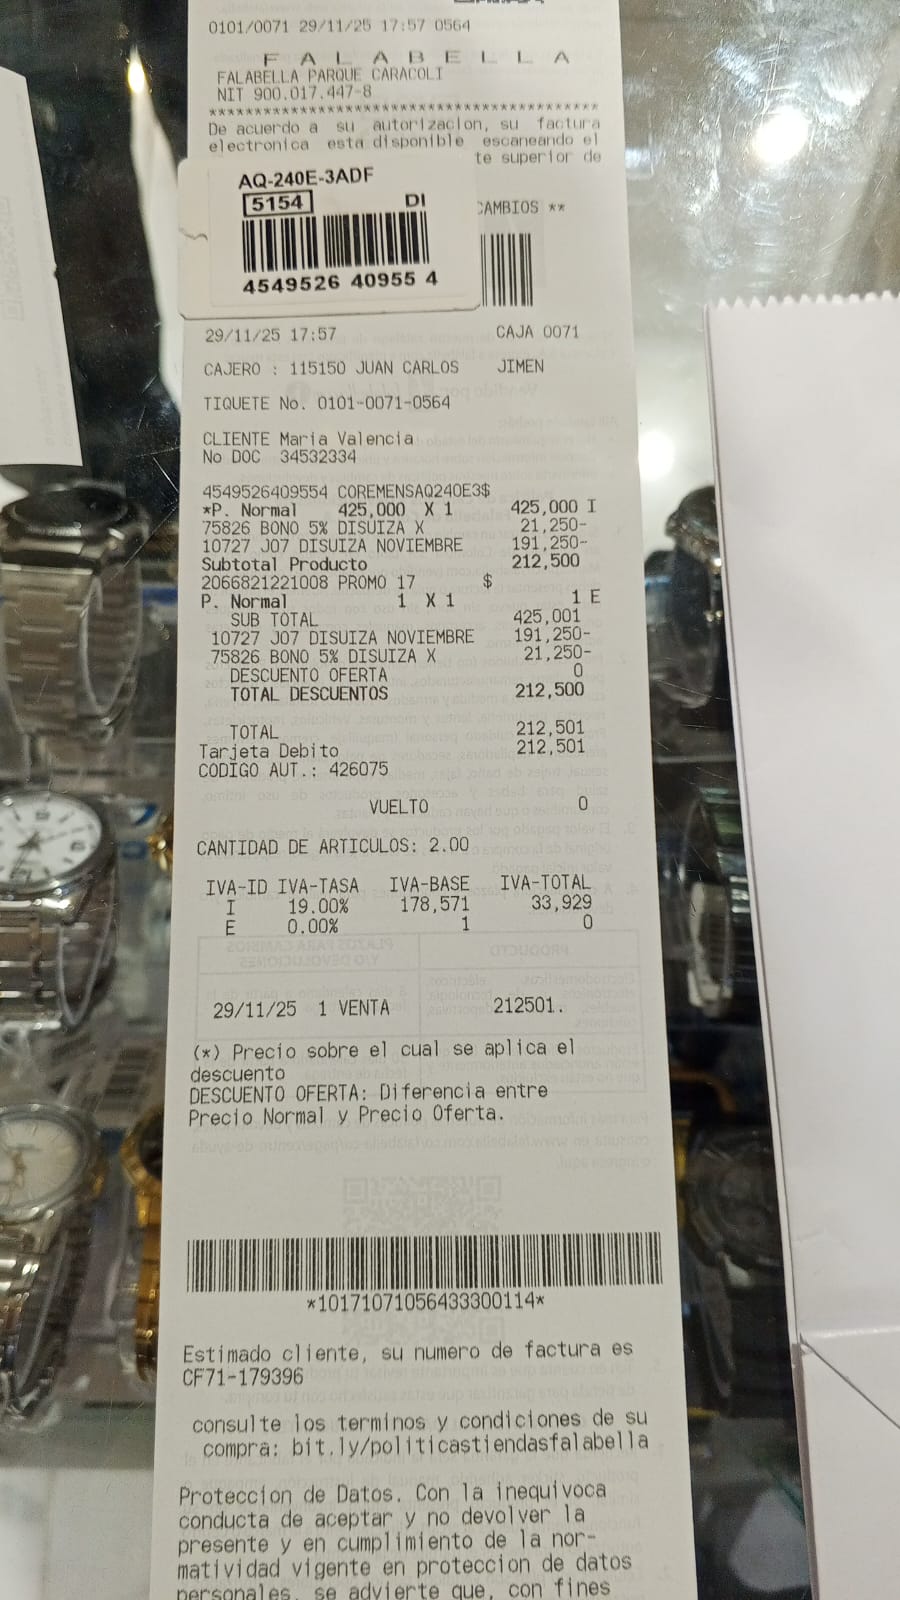 0101/0071 29/11/25 17:57 0564
F A L A B E L L A
FALABELLA PARQUE CARACOLI
NIT 900.017.447-8
******************************************
De acuerdo a su autorizacion, su factura
electronica esta disponible escaneando el
te superior de
AQ-240E-3ADF
5154 DI
4549526 40955 4
CAMBIOS **
29/11/25 17:57 CAJA 0071
CAJERO : 115150 JUAN CARLOS JIMEN
TIQUETE No. 0101-0071-0564
CLIENTE Maria Valencia
No DOC 34532334
4549526409554 COREMENSAQ240E3$
*P. Normal 425,000 X 1 425,000 I
75826 BONO 5% DISUIZA X 21,250-
10727 J07 DISUIZA NOVIEMBRE 191,250-
Subtotal Producto 212,500
2066821221008 PROMO 17 $
P. Normal 1 X 1 1 E
SUB TOTAL 425,001
10727 J07 DISUIZA NOVIEMBRE 191,250-
75826 BONO 5% DISUIZA X 21,250-
DESCUENTO OFERTA 0
TOTAL DESCUENTOS 212,500
TOTAL 212,501
Tarjeta Debito 212,501
CODIGO AUT.: 426075
VUELTO 0
CANTIDAD DE ARTICULOS: 2.00
IVA-ID IVA-TASA IVA-BASE IVA-TOTAL
I 19.00% 178,571 33,929
E 0.00% 1 0
29/11/25 1 VENTA 212501.
(*) Precio sobre el cual se aplica el
descuento
DESCUENTO OFERTA: Diferencia entre
Precio Normal y Precio Oferta.
*10171071056433300114*
Estimado cliente, su numero de factura es
CF71-179396
consulte los terminos y condiciones de su
compra: bit.ly/politicastiendasfalabella
Proteccion de Datos. Con la inequivoca
conducta de aceptar y no devolver la
presente y en cumplimiento de la nor-
matividad vigente en proteccion de datos
personales, se advierte que, con fines